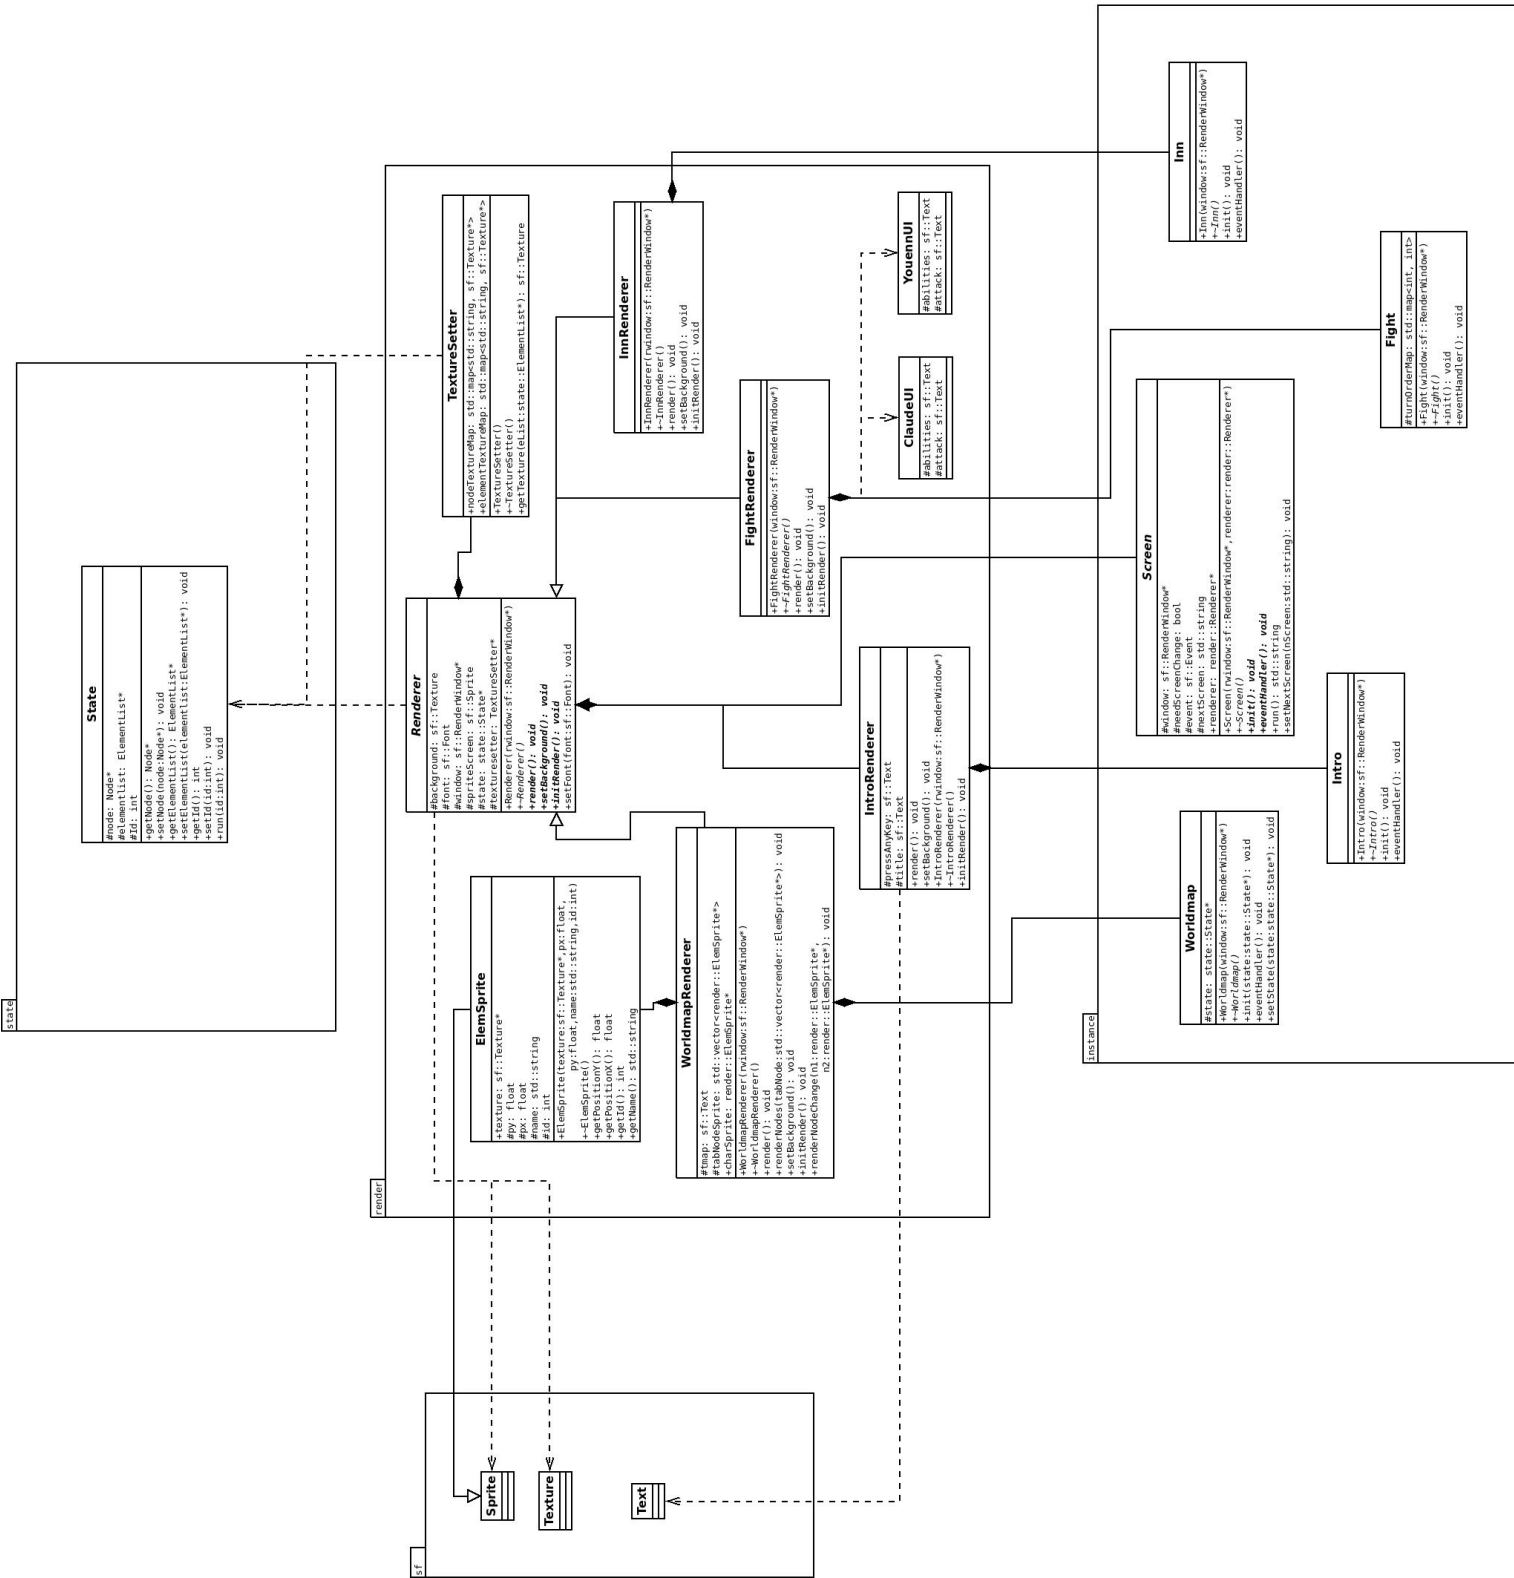 state
State
#node: Node*
#elementlist: ElementList*
#Id: int
+getNode(): Node*
+setNode(node:Node*): void
+getElementList(): ElementList*
+setElementList(elementlist:ElementList*): void
+getId(): int
+setId(id:int): void
+run(id:int): void
render
TextureSetter
+nodeTextureMap: std::map<std::string, sf::Texture*>
+elementTextureMap: std::map<std::string, sf::Texture*>
+TextureSetter()
+~TextureSetter()
+getTexture(eList:state::ElementList*): sf::Texture
Renderer
#background: sf::Texture
#font: sf::Font
#window: sf::RenderWindow*
#spriteScreen: sf::Sprite
#state: state::State*
#texturesetter: TextureSetter*
+Renderer(rwindow:sf::RenderWindow*)
+~Renderer()
+render(): void
+setBackground(): void
+initRender(): void
+setFont(font:sf::Font): void
ElemSprite
+texture: sf::Texture*
#py: float
#px: float
#name: std::string
#id: int
+ElemSprite(texture:sf::Texture*,px:float,
py:float,name:std::string,id:int)
+~ElemSprite()
+getPositionY(): float
+getPositionX(): float
+getId(): int
+getName(): std::string
InnRenderer
+InnRenderer(rwindow:sf::RenderWindow*)
+~InnRenderer()
+render(): void
+setBackground(): void
+initRender(): void
FightRenderer
+FightRenderer(window:sf::RenderWindow*)
+~FightRenderer()
+render(): void
+setBackground(): void
+initRender(): void
WorldmapRenderer
#tmap: sf::Text
#tabNodeSprite: std::vector<render::ElemSprite*>
+charSprite: render::ElemSprite*
+WorldmapRenderer(rwindow:sf::RenderWindow*)
+~WorldmapRenderer()
+render(): void
+renderNodes(tabNode:std::vector<render::ElemSprite*>): void
+setBackground(): void
+initRender(): void
+renderNodeChange(n1:render::ElemSprite*,
n2:render::ElemSprite*): void
IntroRenderer
#pressAnyKey: sf::Text
#title: sf::Text
+render(): void
+setBackground(): void
+IntroRenderer(rwindow:sf::RenderWindow*)
+~IntroRenderer()
+initRender(): void
YouennUI
#abilities: sf::Text
#attack: sf::Text
ClaudeUI
#abilities: sf::Text
#attack: sf::Text
sf
Sprite
Texture
Text
instance
Inn
+Inn(window:sf::RenderWindow*)
+~Inn()
+init(): void
+eventHandler(): void
Fight
#turnOrderMap: std::map<int, int>
+Fight(window:sf::RenderWindow*)
+~Fight()
+init(): void
+eventHandler(): void
Screen
#window: sf::RenderWindow*
#needScreenChange: bool
#event: sf::Event
#nextScreen: std::string
+renderer: render::Renderer*
+Screen(rwindow:sf::RenderWindow*,renderer:render::Renderer*)
+~Screen()
+init(): void
+eventHandler(): void
+run(): std::string
+setNextScreen(nScreen:std::string): void
Intro
+Intro(window:sf::RenderWindow*)
+~Intro()
+init(): void
+eventHandler(): void
Worldmap
#state: state::State*
+Worldmap(window:sf::RenderWindow*)
+~Worldmap()
+init(state:state::State*): void
+eventHandler(): void
+setState(state:state::State*): void